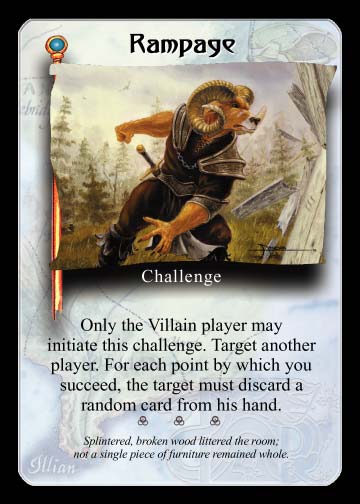 Rampage
Challenge
Only the Villain player may
initiate this challenge. Target another
player. For each point by which you
succeed, the target must discard a
random card from his hand.
Splintered, broken wood littered the room;
not a single piece of furniture remained whole.
Illian